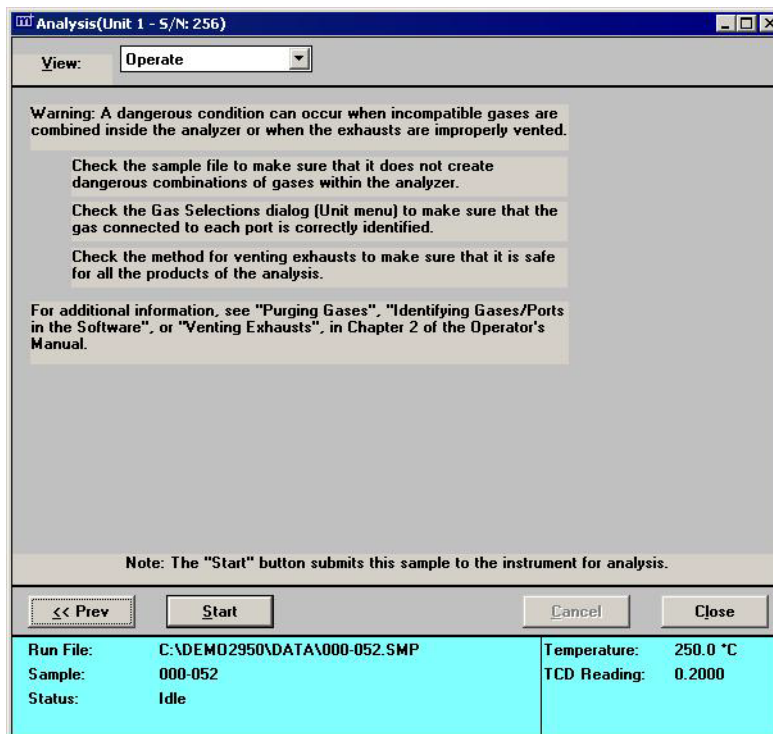 Analysis(Unit 1 - S/N: 256)
View: Operate
Warning: A dangerous condition can occur when incompatible gases are
combined inside the analyzer or when the exhausts are improperly vented.
Check the sample file to make sure that it does not create
dangerous combinations of gases within the analyzer.
Check the Gas Selections dialog (Unit menu) to make sure that the
gas connected to each port is correctly identified.
Check the method for venting exhausts to make sure that it is safe
for all the products of the analysis.
For additional information, see "Purging Gases", "Identifying Gases/Ports
in the Software", or "Venting Exhausts", in Chapter 2 of the Operator's
Manual.
Note: The "Start" button submits this sample to the instrument for analysis.
<< Prev Start Cancel Close
Run File: C:\DEMO2950\DATA\000-052.SMP Temperature: 250.0 °C
Sample: 000-052 TCD Reading: 0.2000
Status: Idle